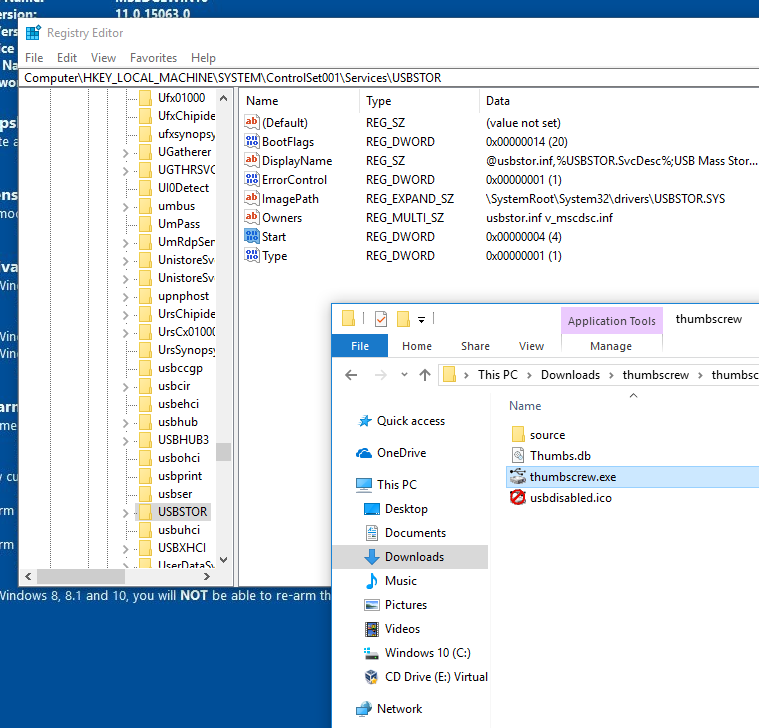 11.0.15063.0
Registry Editor
File Edit View Favorites Help
Computer\HKEY_LOCAL_MACHINE\SYSTEM\ControlSet001\Services\USBSTOR
Ufx01000
UfxChipide
ufxsynopsy
UGatherer
UGTHRSVC
UI0Detect
umbus
UmPass
UmRdpSer
UnistoreSv
UnistoreSv
upnphost
UrsChipide
UrsCx01000
UrsSynopsy
usbccgp
usbcir
usbehci
usbhub
USBHUB3
usbohci
usbprint
usbser
USBSTOR
usbuhci
USBXHCI
UserDataSv
Name Type Data
(Default) REG_SZ (value not set)
BootFlags REG_DWORD 0x00000014 (20)
DisplayName REG_SZ @usbstor.inf,%USBSTOR.SvcDesc%;USB Mass Stor...
ErrorControl REG_DWORD 0x00000001 (1)
ImagePath REG_EXPAND_SZ \SystemRoot\System32\drivers\USBSTOR.SYS
Owners REG_MULTI_SZ usbstor.inf v_mscdsc.inf
Start REG_DWORD 0x00000004 (4)
Type REG_DWORD 0x00000001 (1)
Application Tools thumbscrew
File Home Share View Manage
This PC Downloads thumbscrew thumbsc
Name
Quick access
OneDrive
This PC
Desktop
Documents
Downloads
Music
Pictures
Videos
Windows 10 (C:)
CD Drive (E:) Virtual
Network
source
Thumbs.db
thumbscrew.exe
usbdisabled.ico
Windows 8, 8.1 and 10, you will NOT be able to re-arm th